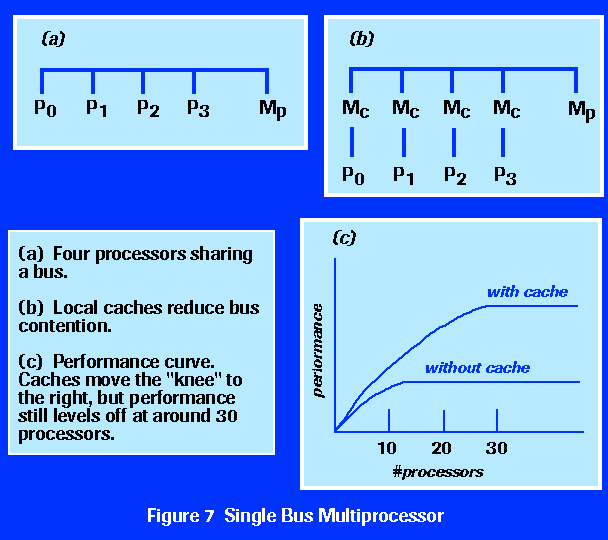 (a)
P0 P1 P2 P3 Mp
(b)
Mc Mc Mc Mc Mp
P0 P1 P2 P3
(a) Four processors sharing
a bus.
(b) Local caches reduce bus
contention.
(c) Performance curve.
Caches move the "knee" to
the right, but performance
still levels off at around 30
processors.
(c)
performance
with cache
without cache
10 20 30
#processors
Figure 7 Single Bus Multiprocessor